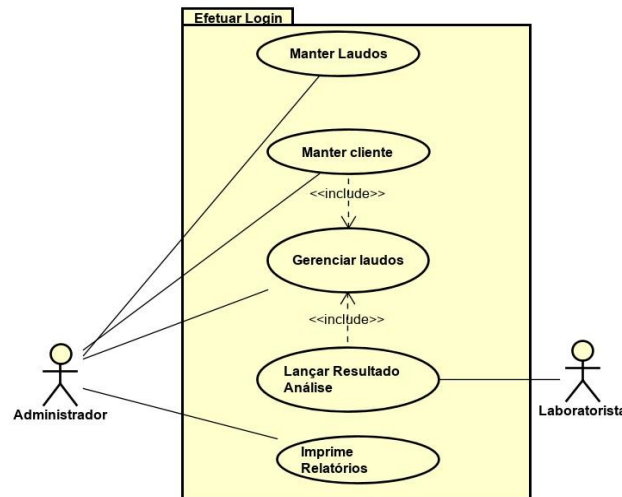 Efetuar Login
Manter Laudos
Manter cliente
<<include>>
Gerenciar laudos
<<include>>
Lançar Resultado
Análise
Administrador
Laboratorista
Imprime
Relatórios